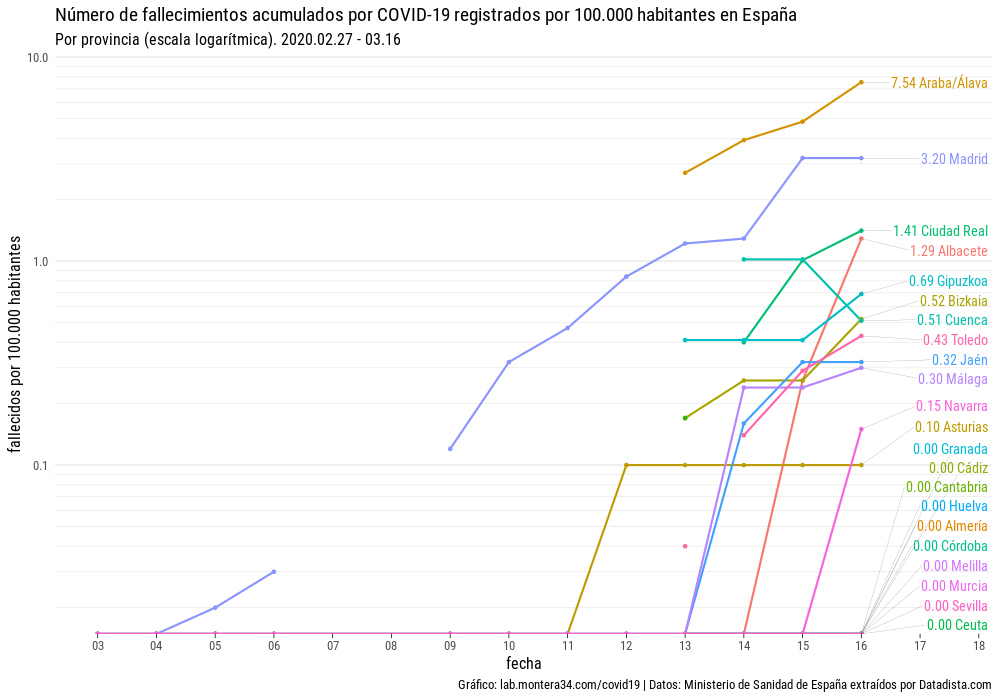 Número de fallecimientos acumulados por COVID-19 registrados por 100.000 habitantes en España
Por provincia (escala logarítmica). 2020.02.27 - 03.16
fallecidos por 100.000 habitantes
10.0
1.0
0.1
7.54 Araba/Álava
3.20 Madrid
1.41 Ciudad Real
1.29 Albacete
0.69 Gipuzkoa
0.52 Bizkaia
0.51 Cuenca
0.43 Toledo
0.32 Jaén
0.30 Málaga
0.15 Navarra
0.10 Asturias
0.00 Granada
0.00 Cádiz
0.00 Cantabria
0.00 Huelva
0.00 Almería
0.00 Córdoba
0.00 Melilla
0.00 Murcia
0.00 Sevilla
0.00 Ceuta
03 04 05 06 07 08 09 10 11 12 13 14 15 16 17 18
fecha
Gráfico: lab.montera34.com/covid19 | Datos: Ministerio de Sanidad de España extraídos por Datadista.com